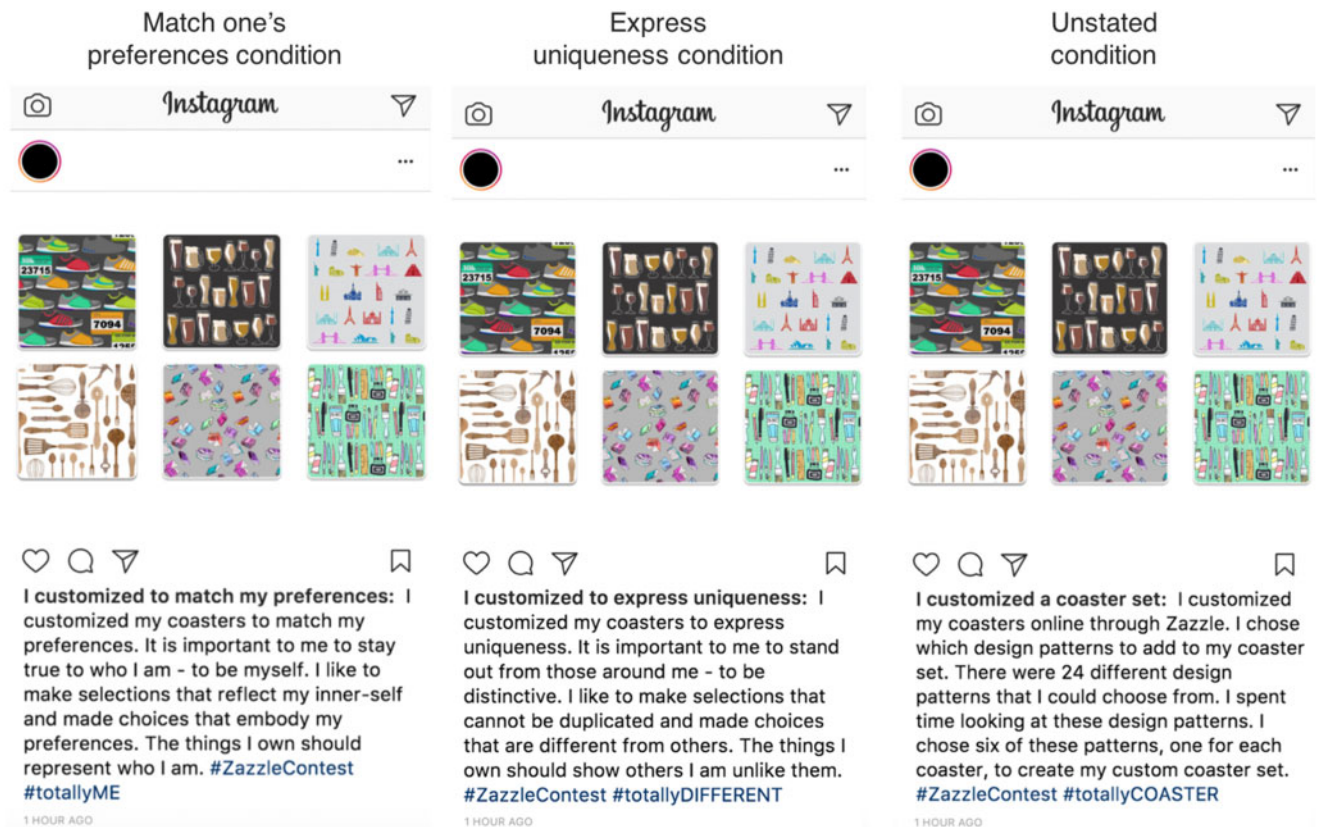 Match one’s
preferences condition
Instagram
...
23715
7094
I customized to match my preferences:  I
customized my coasters to match my
preferences. It is important to me to stay
true to who I am - to be myself. I like to
make selections that reflect my inner-self
and made choices that embody my
preferences. The things I own should
represent who I am. #ZazzleContest
#totallyME
1 HOUR AGO
Express
uniqueness condition
Instagram
...
23715
7094
I customized to express uniqueness:  I
customized my coasters to express
uniqueness. It is important to me to stand
out from those around me - to be
distinctive. I like to make selections that
cannot be duplicated and made choices
that are different from others. The things I
own should show others I am unlike them.
#ZazzleContest #totallyDIFFERENT
1 HOUR AGO
Unstated
condition
Instagram
...
23715
7094
I customized a coaster set:  I customized
my coasters online through Zazzle. I chose
which design patterns to add to my coaster
set. There were 24 different design
patterns that I could choose from. I spent
time looking at these design patterns. I
chose six of these patterns, one for each
coaster, to create my custom coaster set.
#ZazzleContest #totallyCOASTER
1 HOUR AGO